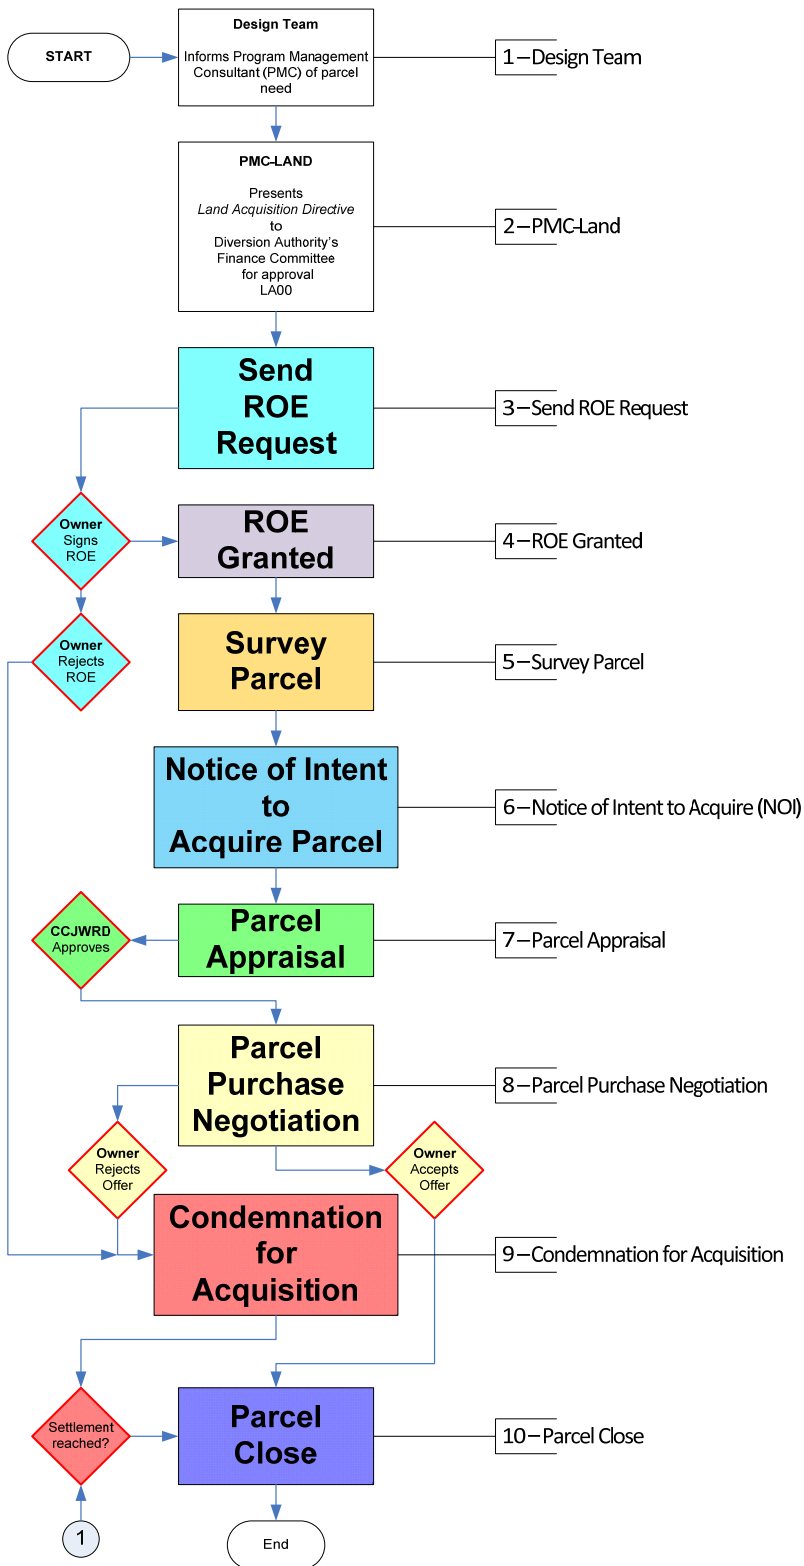 START
Design Team
Informs Program Management
Consultant (PMC) of parcel
need
1–Design Team
PMC-LAND
Presents
Land Acquisition Directive
to
Diversion Authority's
Finance Committee
for approval
LA00
2–PMC-Land
Send
ROE
Request
3–Send ROE Request
Owner
Signs
ROE
ROE
Granted
4–ROE Granted
Owner
Rejects
ROE
Survey
Parcel
5–Survey Parcel
Notice of Intent
to
Acquire Parcel
6–Notice of Intent to Acquire (NOI)
CCJWRD
Approves
Parcel
Appraisal
7–Parcel Appraisal
Parcel
Purchase
Negotiation
8–Parcel Purchase Negotiation
Owner
Rejects
Offer
Owner
Accepts
Offer
Condemnation
for
Acquisition
9–Condemnation for Acquisition
Settlement
reached?
Parcel
Close
10–Parcel Close
1
End